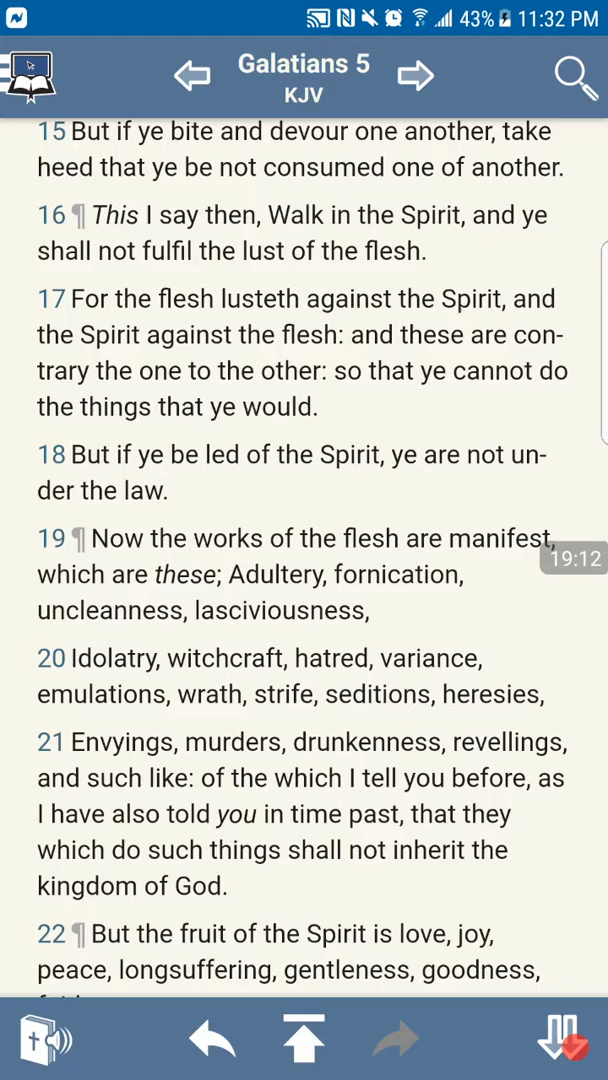 43% 11:32 PM
Galatians 5
KJV
15 But if ye bite and devour one another, take
heed that ye be not consumed one of another.
16 ¶ This I say then, Walk in the Spirit, and ye
shall not fulfil the lust of the flesh.
17 For the flesh lusteth against the Spirit, and
the Spirit against the flesh: and these are con-
trary the one to the other: so that ye cannot do
the things that ye would.
18 But if ye be led of the Spirit, ye are not un-
der the law.
19 ¶ Now the works of the flesh are manifest,
19:12
which are these; Adultery, fornication,
uncleanness, lasciviousness,
20 Idolatry, witchcraft, hatred, variance,
emulations, wrath, strife, seditions, heresies,
21 Envyings, murders, drunkenness, revellings,
and such like: of the which I tell you before, as
I have also told you in time past, that they
which do such things shall not inherit the
kingdom of God.
22 ¶ But the fruit of the Spirit is love, joy,
peace, longsuffering, gentleness, goodness,